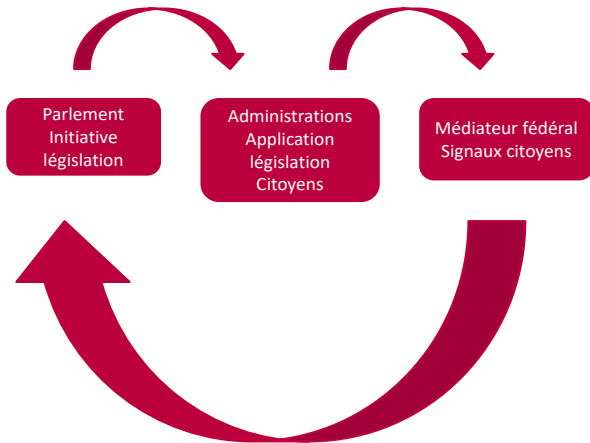 Parlement
Initiative
législation
Administrations
Application
législation
Citoyens
Médiateur fédéral
Signaux citoyens